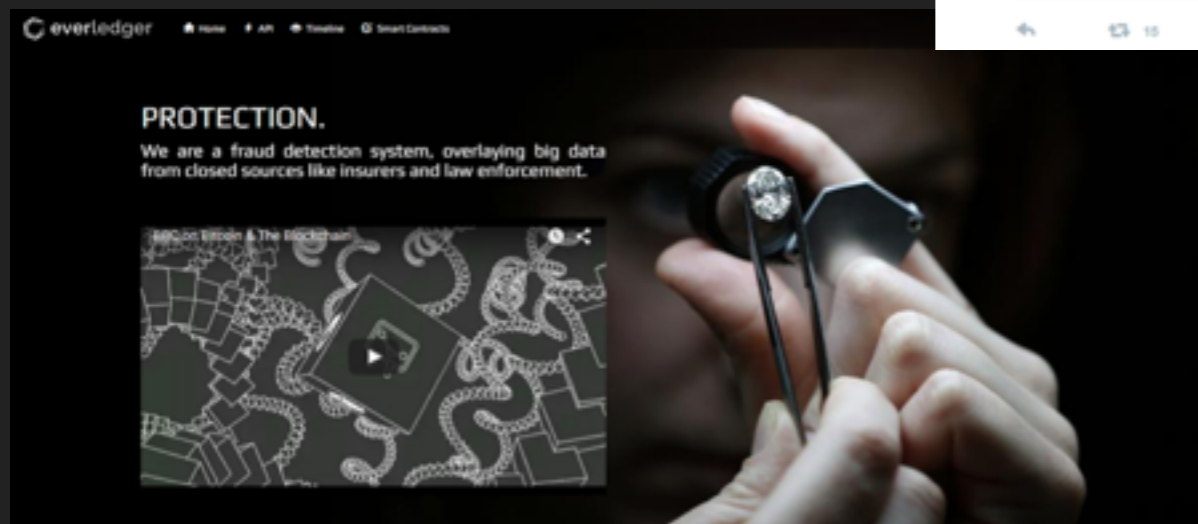 everledger Home API Timeline Smart Contracts
15
PROTECTION.
We are a fraud detection system, overlaying big data
from closed sources like insurers and law enforcement.
BBC on Bitcoin & The Blockchain